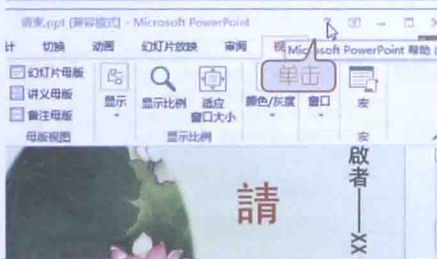 请柬.ppt [兼容模式] - Microsoft PowerPoint
计 切换 动画 幻灯片放映 审阅 视
Microsoft PowerPoint 帮助
单击
幻灯片母版
讲义母版
备注母版
显示
显示比例
适应
窗口大小
颜色/灰度
窗口
宏
母版视图
显示比例
宏
請
啟者——XX